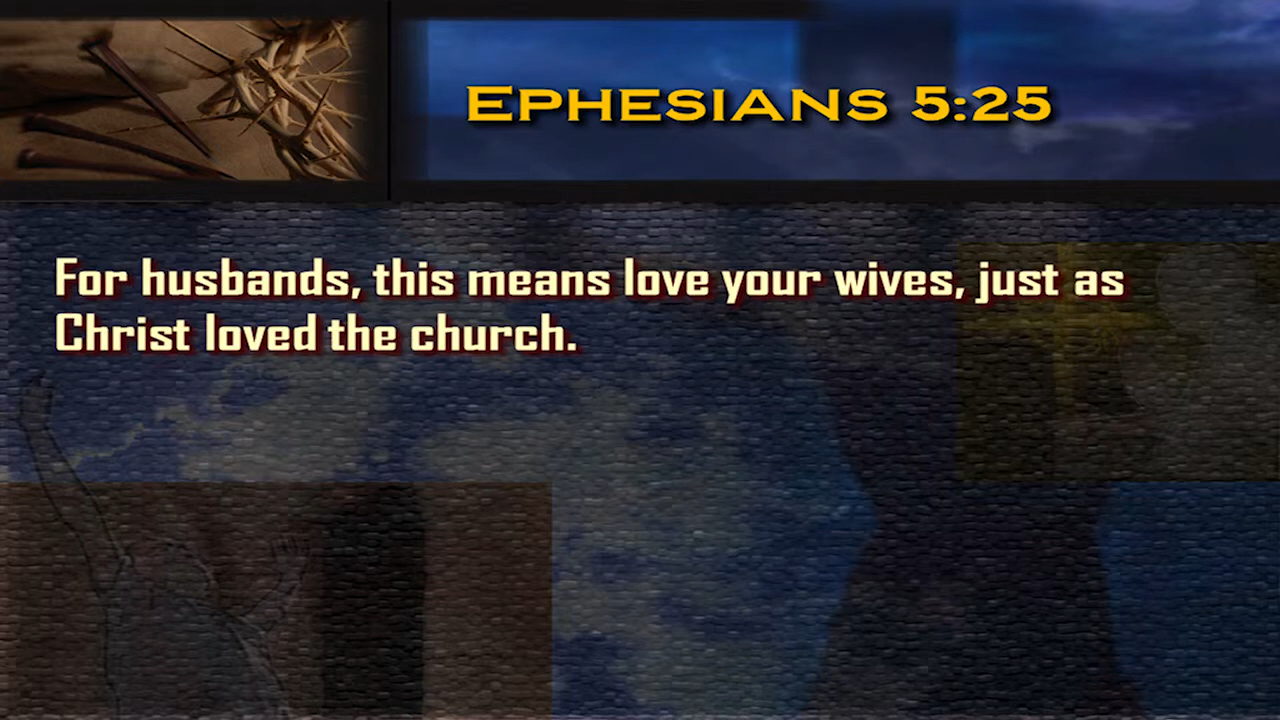 EPHESIANS 5:25
For husbands, this means love your wives, just as
Christ loved the church.